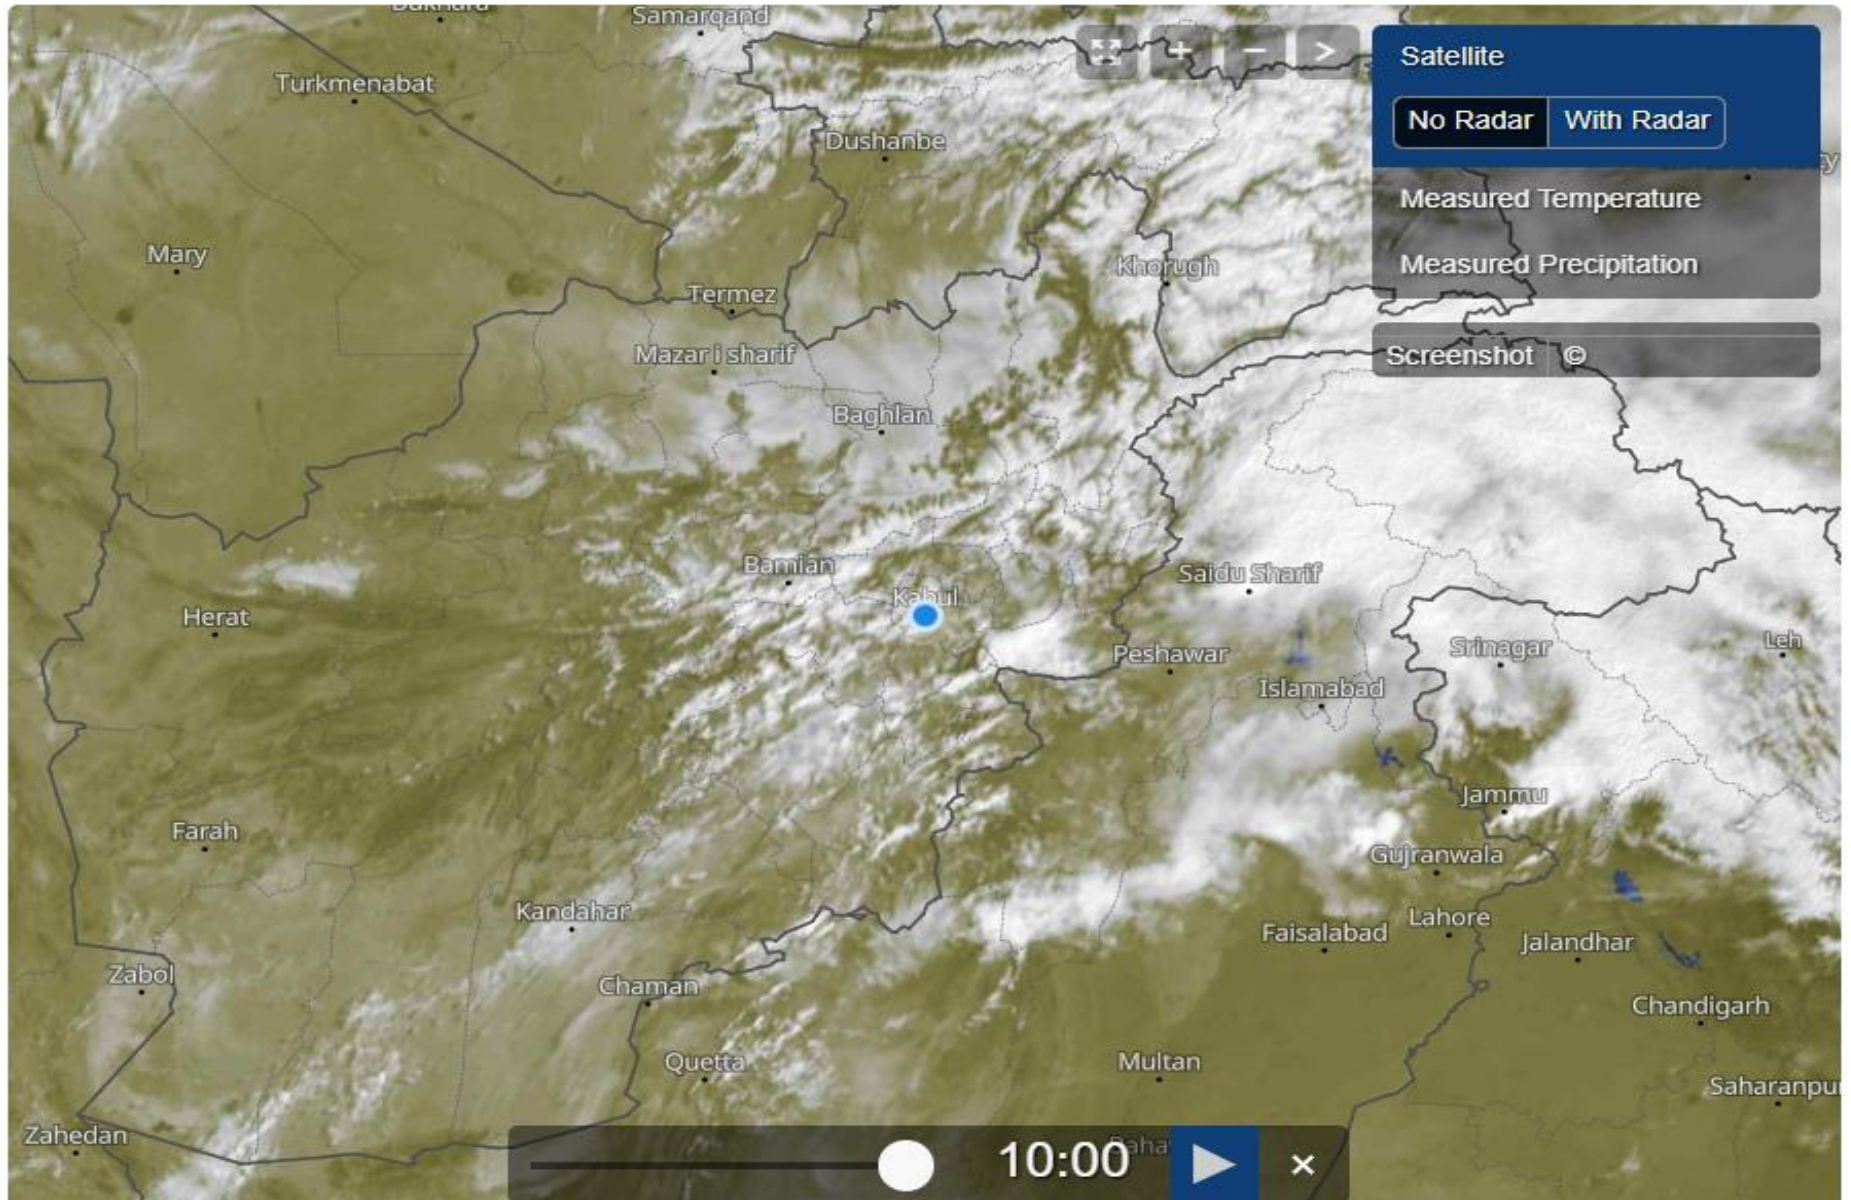 Samarqand
Satellite
Turkmenabat
No Radar
With Radar
Dushanbe
Measured Temperature
Mary
Khorugh
Measured Precipitation
Termez
Mazar i sharif
Screenshot
©
Baghlan
Bamian
Saidu Sharif
Kabul
Herat
Peshawar
Srinagar
Leh
Islamabad
Jammu
Farah
Gujranwala
Kandahar
Faisalabad
Lahore
Jalandhar
Zabol
Chaman
Chandigarh
Quetta
Multan
Saharanpu
Zahedan
10:00